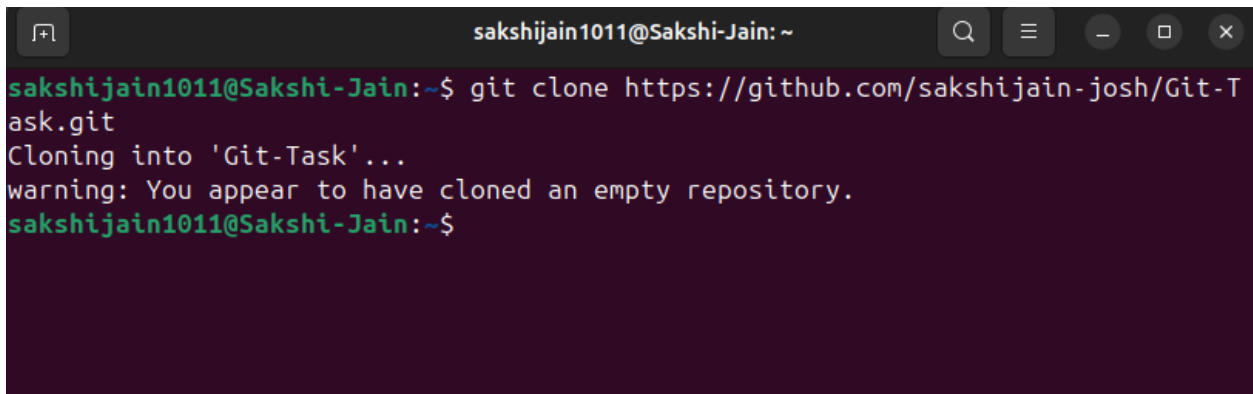 sakshijain1011@Sakshi-Jain: ~
sakshijain1011@Sakshi-Jain:~$ git clone https://github.com/sakshijain-josh/Git-T
ask.git
Cloning into 'Git-Task'...
warning: You appear to have cloned an empty repository.
sakshijain1011@Sakshi-Jain:~$